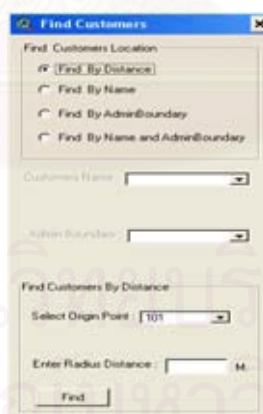 Find Customers
Find Customers Location
Find By Distance
Find By Name
Find By AdminBoundary
Find By Name and AdminBoundary
Customers Name :
Admin Boundary :
Find Customers By Distance
Select Origin Point : 101
Enter Radius Distance : M.
Find